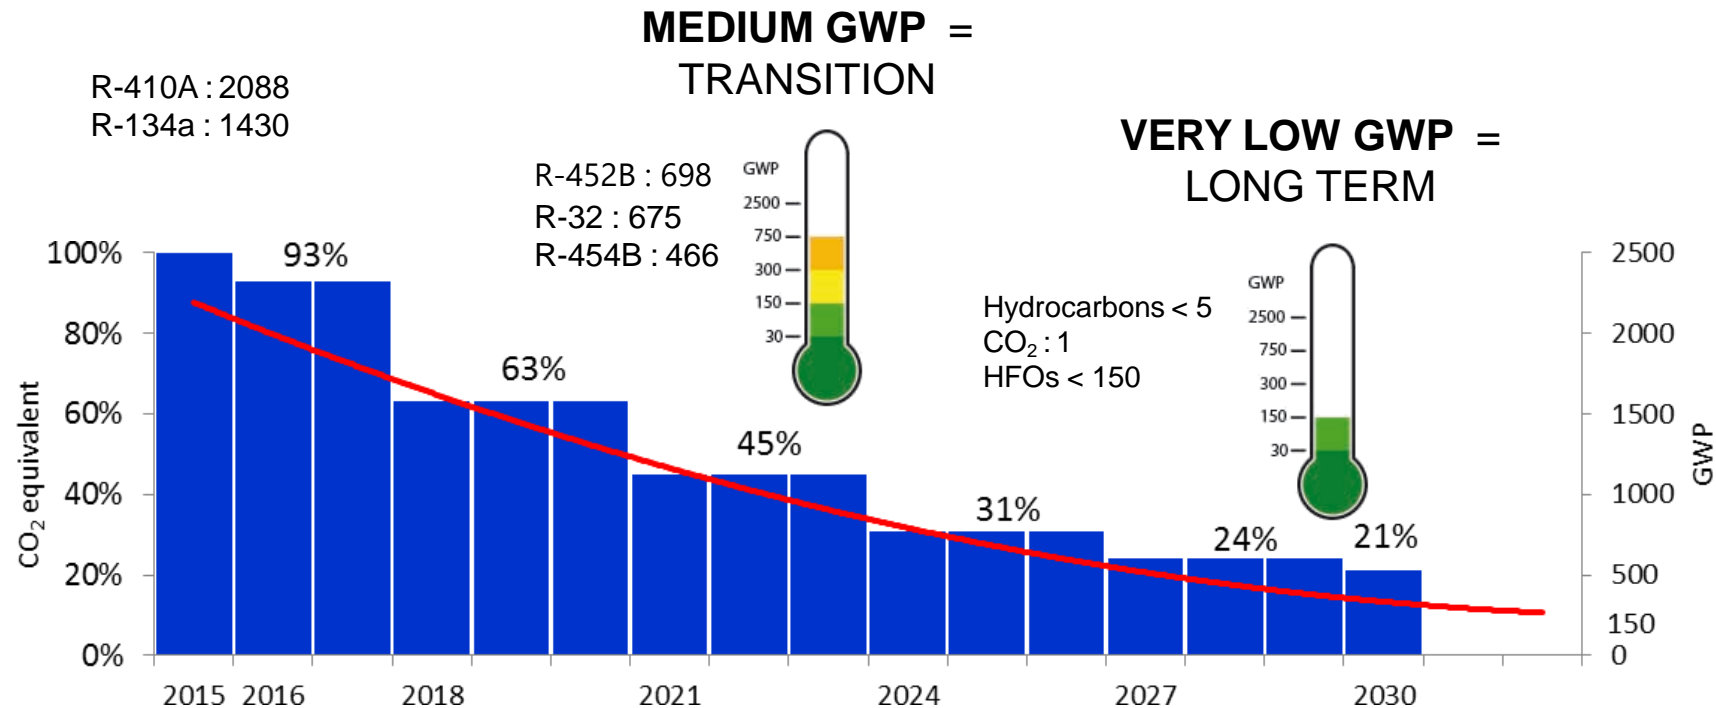 MEDIUM GWP =
TRANSITION
R-410A : 2088
R-134a : 1430
VERY LOW GWP =
LONG TERM
R-452B : 698
R-32 : 675
R-454B : 466
GWP
2500
750
300
150
30
Hydrocarbons < 5
CO₂ : 1
HFOs < 150
GWP
2500
750
300
150
30
CO₂ equivalent
100%
80%
60%
40%
20%
0%
93%
63%
45%
31%
24%
21%
2500
2000
1500
1000
500
150
0
GWP
2015 2016 2018 2021 2024 2027 2030